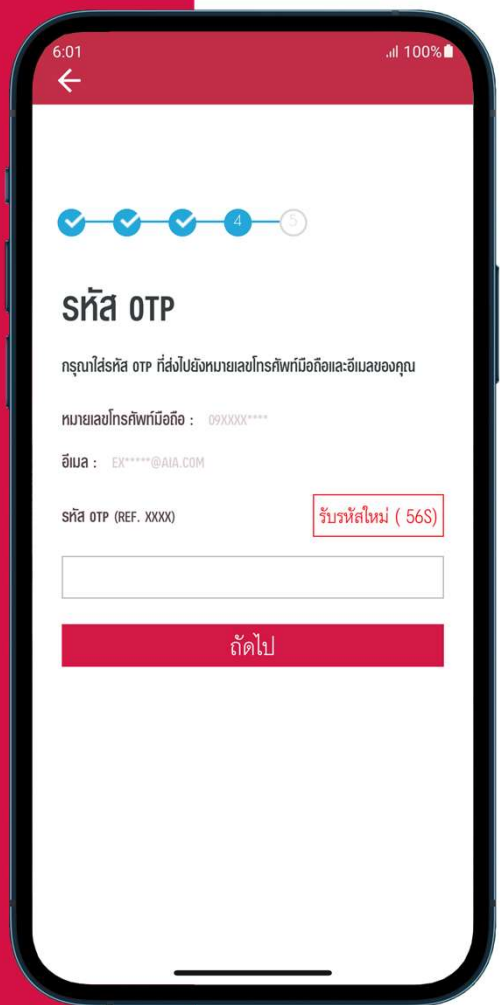 6:01 100%
4 5
รหัส OTP
กรุณาใส่รหัส OTP ที่ส่งไปยังหมายเลขโทรศัพท์มือถือและอีเมลของคุณ
หมายเลขโทรศัพท์มือถือ : 09XXXX****
อีเมล : EX*****@AIA.COM
รหัส OTP (REF. XXXX) รับรหัสใหม่ ( 56S)
ถัดไป